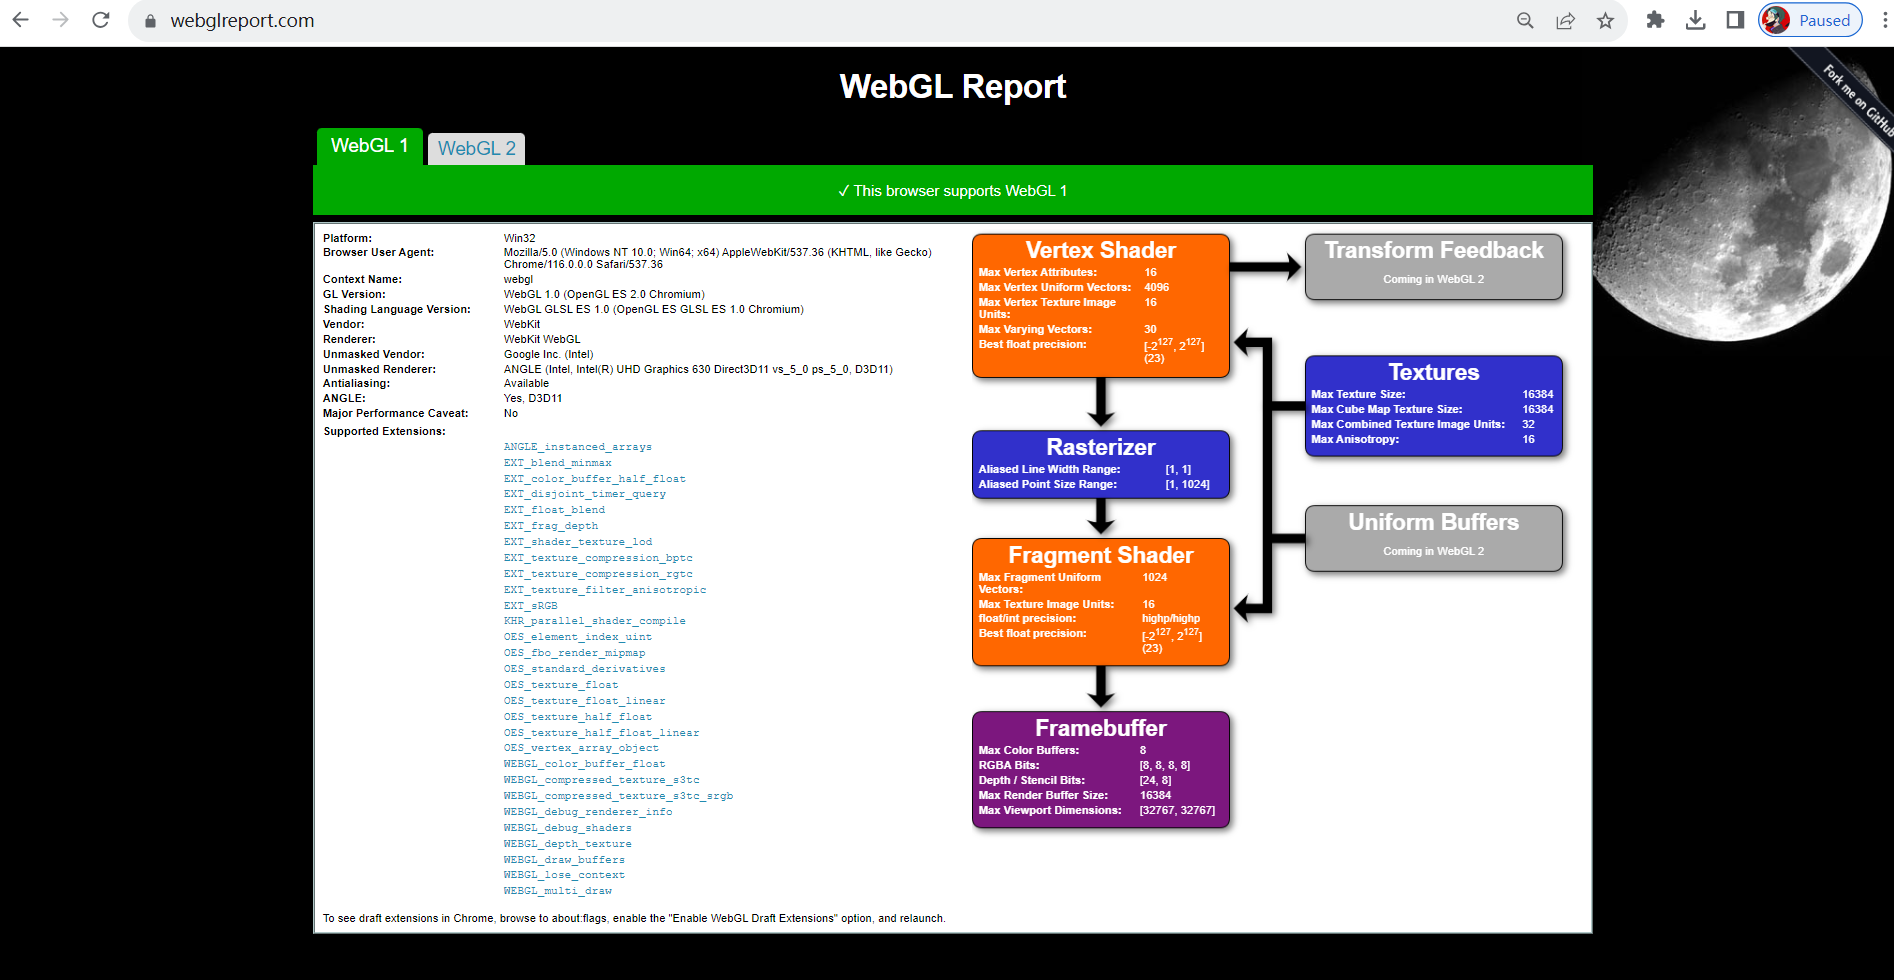 webglreport.com
Paused
Fork me on GitHub
WebGL Report
WebGL 1
WebGL 2
✓ This browser supports WebGL 1
Platform: Win32
Browser User Agent: Mozilla/5.0 (Windows NT 10.0; Win64; x64) AppleWebKit/537.36 (KHTML, like Gecko)
Chrome/116.0.0.0 Safari/537.36
Context Name: webgl
GL Version: WebGL 1.0 (OpenGL ES 2.0 Chromium)
Shading Language Version: WebGL GLSL ES 1.0 (OpenGL ES GLSL ES 1.0 Chromium)
Vendor: WebKit
Renderer: WebKit WebGL
Unmasked Vendor: Google Inc. (Intel)
Unmasked Renderer: ANGLE (Intel, Intel(R) UHD Graphics 630 Direct3D11 vs_5_0 ps_5_0, D3D11)
Antialiasing: Available
ANGLE: Yes, D3D11
Major Performance Caveat: No
Supported Extensions:
ANGLE_instanced_arrays
EXT_blend_minmax
EXT_color_buffer_half_float
EXT_disjoint_timer_query
EXT_float_blend
EXT_frag_depth
EXT_shader_texture_lod
EXT_texture_compression_bptc
EXT_texture_compression_rgtc
EXT_texture_filter_anisotropic
EXT_sRGB
KHR_parallel_shader_compile
OES_element_index_uint
OES_fbo_render_mipmap
OES_standard_derivatives
OES_texture_float
OES_texture_float_linear
OES_texture_half_float
OES_texture_half_float_linear
OES_vertex_array_object
WEBGL_color_buffer_float
WEBGL_compressed_texture_s3tc
WEBGL_compressed_texture_s3tc_srgb
WEBGL_debug_renderer_info
WEBGL_debug_shaders
WEBGL_depth_texture
WEBGL_draw_buffers
WEBGL_lose_context
WEBGL_multi_draw
To see draft extensions in Chrome, browse to about:flags, enable the "Enable WebGL Draft Extensions" option, and relaunch.
Vertex Shader
Max Vertex Attributes: 16
Max Vertex Uniform Vectors: 4096
Max Vertex Texture Image 16
Units:
Max Varying Vectors: 30
Best float precision: [-2^127, 2^127]
(23)
Transform Feedback
Coming in WebGL 2
Textures
Max Texture Size: 16384
Max Cube Map Texture Size: 16384
Max Combined Texture Image Units: 32
Max Anisotropy: 16
Rasterizer
Aliased Line Width Range: [1, 1]
Aliased Point Size Range: [1, 1024]
Uniform Buffers
Coming in WebGL 2
Fragment Shader
Max Fragment Uniform 1024
Vectors:
Max Texture Image Units: 16
float/int precision: highp/highp
Best float precision: [-2^127, 2^127]
(23)
Framebuffer
Max Color Buffers: 8
RGBA Bits: [8, 8, 8, 8]
Depth / Stencil Bits: [24, 8]
Max Render Buffer Size: 16384
Max Viewport Dimensions: [32767, 32767]